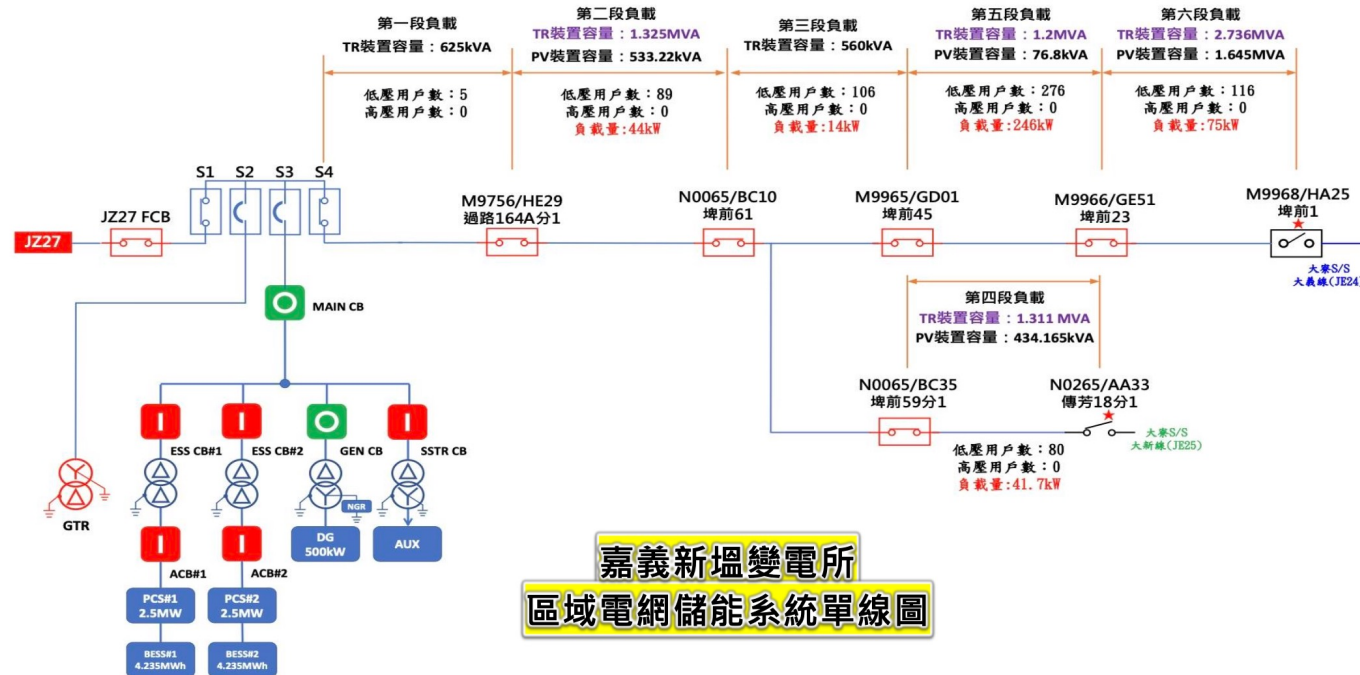 第一段負載
TR裝置容量：625kVA
低壓用戶數：5
高壓用戶數：0
第二段負載
TR裝置容量：1.325MVA
PV裝置容量：533.22kVA
低壓用戶數：89
高壓用戶數：0
負載量:44kW
第三段負載
TR裝置容量：560kVA
低壓用戶數：106
高壓用戶數：0
負載量:14kW
第五段負載
TR裝置容量：1.2MVA
PV裝置容量：76.8kVA
低壓用戶數：276
高壓用戶數：0
負載量:246kW
第六段負載
TR裝置容量：2.736MVA
PV裝置容量：1.645MVA
低壓用戶數：116
高壓用戶數：0
負載量:75kW
S1
S2
S3
S4
JZ27
JZ27 FCB
M9756/HE29
過路164A分1
N0065/BC10
埤前61
M9965/GD01
埤前45
M9966/GE51
埤前23
M9968/HA25
埤前1
大寮S/S
大義線(JE24)
第四段負載
TR裝置容量：1.311 MVA
PV裝置容量：434.165kVA
N0065/BC35
埤前59分1
N0265/AA33
傳芳18分1
大寮S/S
大新線(JE25)
低壓用戶數：80
高壓用戶數：0
負載量:41.7kW
MAIN CB
ESS CB#1
ESS CB#2
GEN CB
SSTR CB
GTR
NGR
DG
500kW
AUX
ACB#1
ACB#2
PCS#1
2.5MW
PCS#2
2.5MW
BESS#1
4.235MWh
BESS#2
4.235MWh
嘉義新塭變電所
區域電網儲能系統單線圖